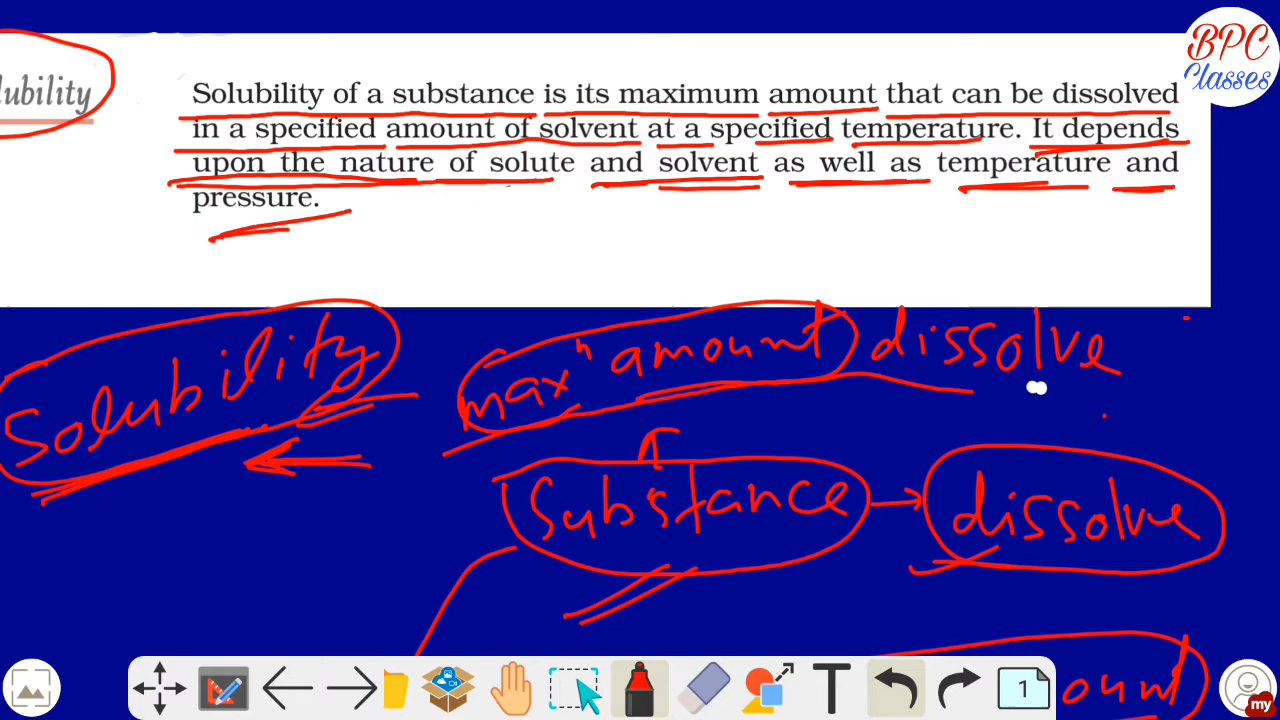 BPC
Classes
lubility
Solubility of a substance is its maximum amount that can be dissolved
in a specified amount of solvent at a specified temperature. It depends
upon the nature of solute and solvent as well as temperature and
pressure.
Solubility
maxᵐ amount dissolve
Substance → dissolve
ount
T
1
my